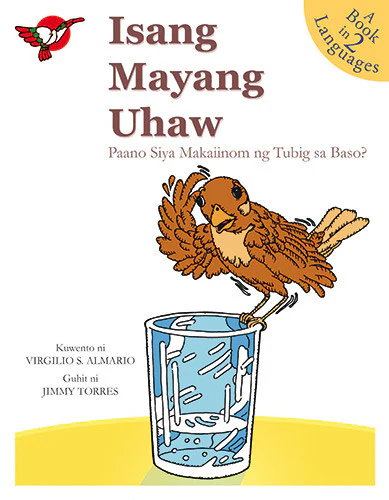 A
Book
in 2
Languages
Isang
Mayang
Uhaw
Paano Siya Makaiinom ng Tubig sa Baso?
Kuwento ni
VIRGILIO S. ALMARIO
Guhit ni
JIMMY TORRES